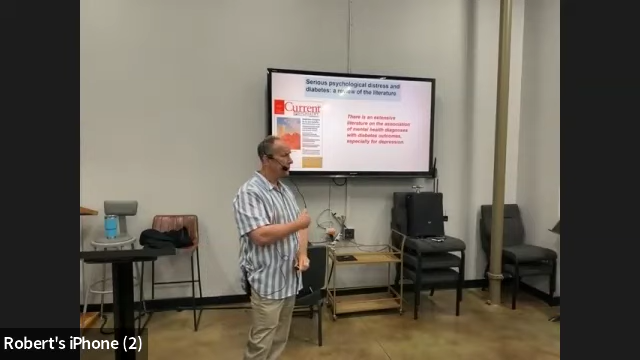 Serious psychological distress and
diabetes: a review of the literature
Current
There is an extensive
literature on the association
of mental health diagnoses
with diabetes outcomes,
especially for depression.
Robert's iPhone (2)